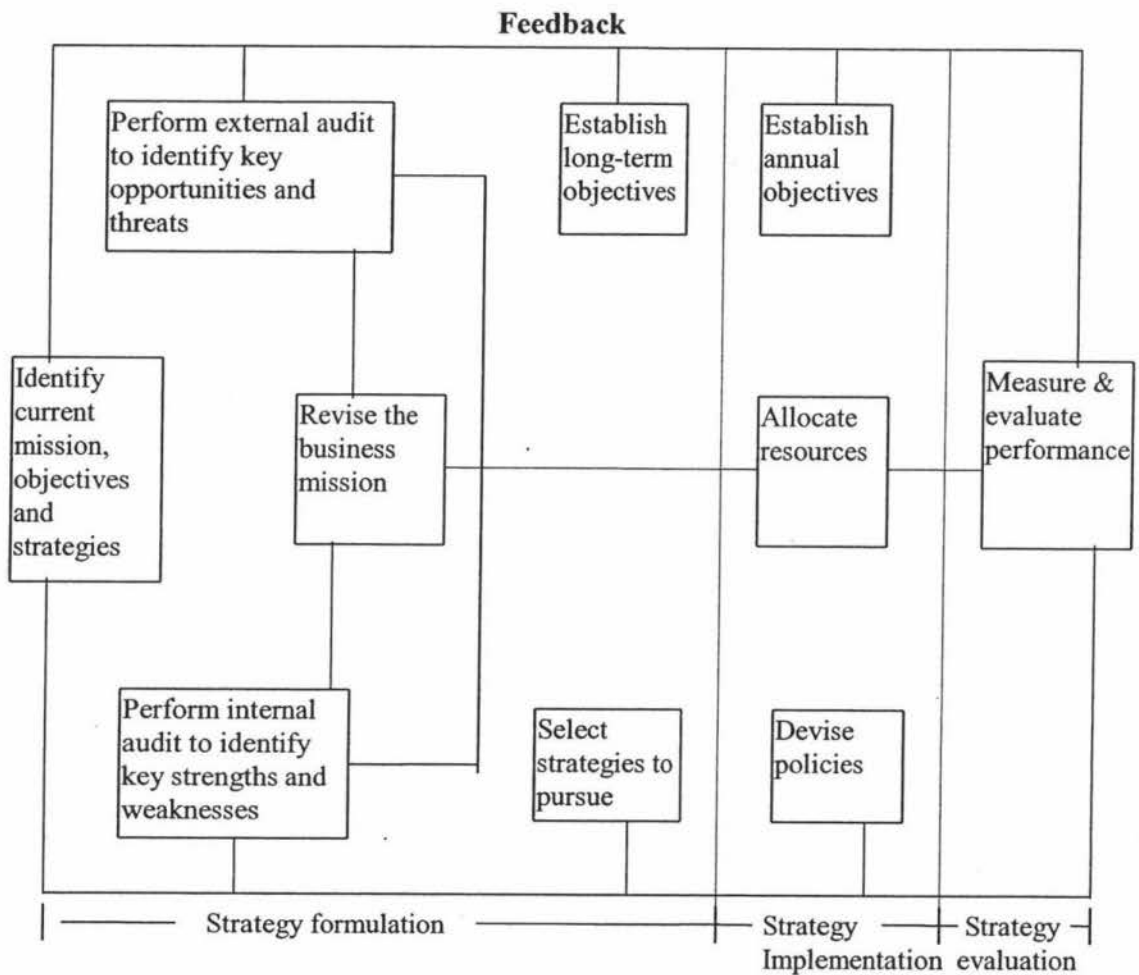 Feedback
Perform external audit
to identify key
opportunities and
threats
Establish
long-term
objectives
Establish
annual
objectives
Identify
current
mission,
objectives
and
strategies
Revise the
business
mission
Allocate
resources
Measure &
evaluate
performance
Perform internal
audit to identify
key strengths and
weaknesses
Select
strategies to
pursue
Devise
policies
Strategy formulation
Strategy
Implementation
Strategy
evaluation